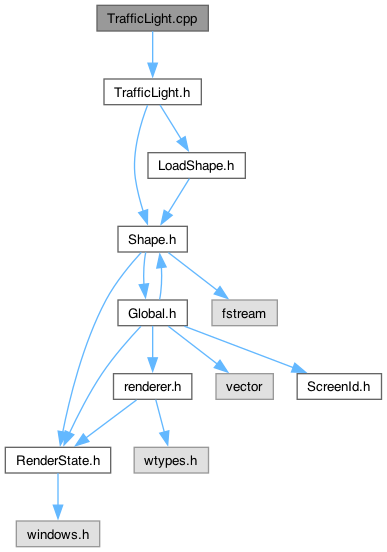 TrafficLight.cpp
TrafficLight.h
LoadShape.h
Shape.h
Global.h
fstream
renderer.h
vector
ScreenId.h
RenderState.h
wtypes.h
windows.h